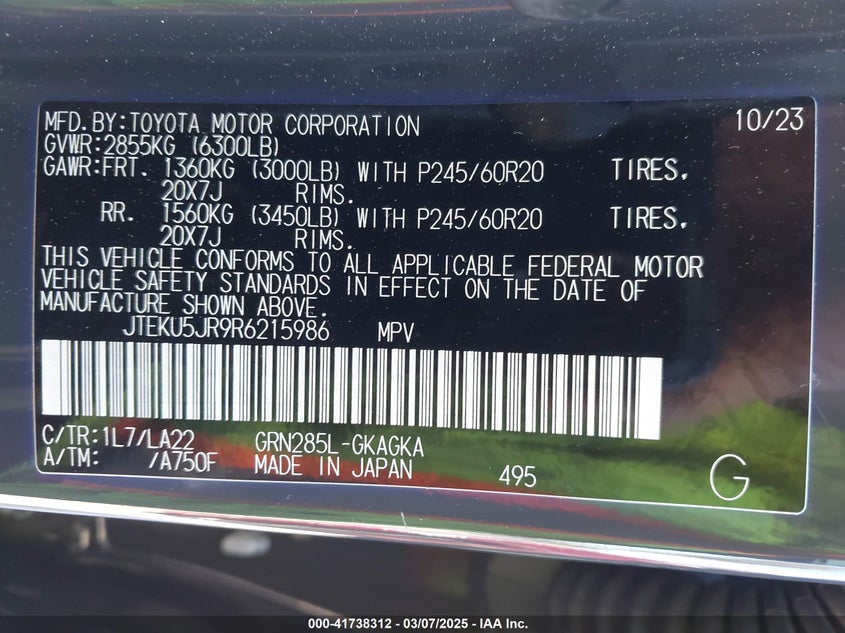 MFD.BY:TOYOTA MOTOR CORPORATION 10/23
GVWR:2855KG (6300LB)
GAWR:FRT. 1360KG (3000LB) WITH P245/60R20 TIRES.
20X7J RIMS.
RR. 1560KG (3450LB) WITH P245/60R20 TIRES.
20X7J RIMS.
THIS VEHICLE CONFORMS TO ALL APPLICABLE FEDERAL MOTOR
VEHICLE SAFETY STANDARDS IN EFFECT ON THE DATE OF
MANUFACTURE SHOWN ABOVE.
JTEKU5JR9R6215986 MPV
C/TR:1L7/LA22 GRN285L-GKAGKA
A/TM: /A750F MADE IN JAPAN 495 G
000-41738312 - 03/07/2025 - IAA Inc.